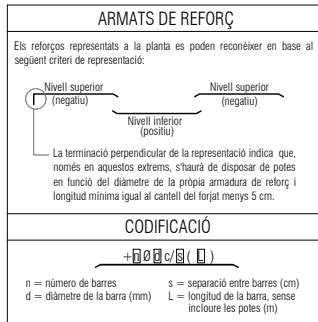 ARMATS DE REFORÇ
Els reforços representats a la planta es poden reconèixer en base al
següent criteri de representació:
Nivell superior
(negatiu)
Nivell superior
(negatiu)
Nivell inferior
(positiu)
La terminació perpendicular de la representació indica que,
només en aquestos extrems, s'haurà de disposar de potes
en funció del diàmetre de la pròpia armadura de reforç i
longitud mínima igual al cantell del forjat menys 5 cm.
CODIFICACIÓ
+n Ø d c/s ( L )
n = número de barres
d = diàmetre de la barra (mm)
s = separació entre barres (cm)
L = longitud de la barra, sense
incloure les potes (m)